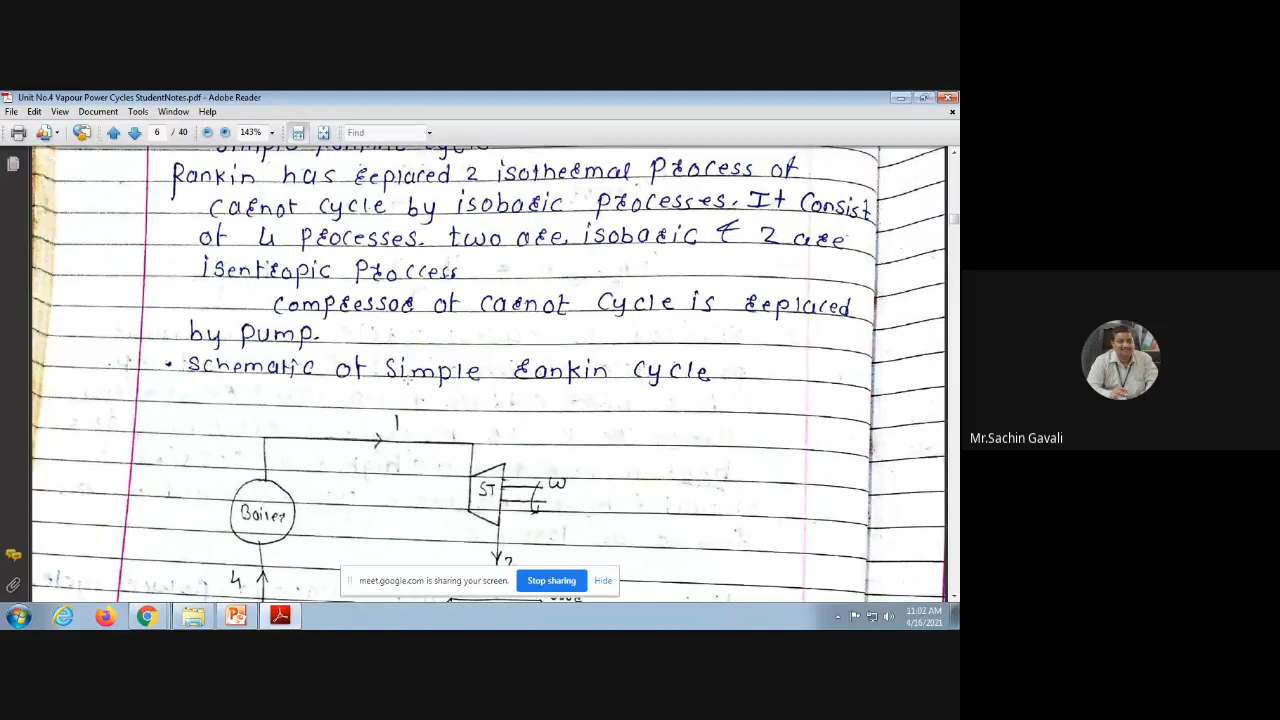 Unit No.4 Vapour Power Cycles StudentNotes.pdf - Adobe Reader
File Edit View Document Tools Window Help
6 / 40 143% Find
Simple Rankin Cycle
Rankin has replaced 2 isothermal Process of
Carnot Cycle by isobaric processes. It Consist
of 4 processes. two are isobaric & 2 are
isentropic Process
Compressor of Carnot Cycle is replaced
by pump.
• Schematic of Simple rankin Cycle
1
ST
W
Boiler
2
4
meet.google.com is sharing your screen. Stop sharing Hide
11:02 AM
4/16/2021
Mr.Sachin Gavali